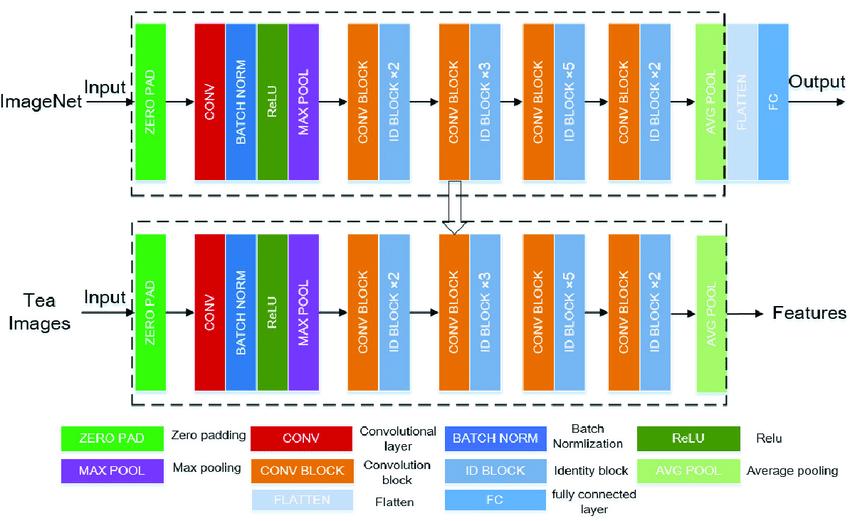 ImageNet
Input
ZERO PAD
CONV
BATCH NORM
ReLU
MAX POOL
CONV BLOCK
ID BLOCK ×2
CONV BLOCK
ID BLOCK ×3
CONV BLOCK
ID BLOCK ×5
CONV BLOCK
ID BLOCK ×2
AVG POOL
FLATTEN
FC
Output
Tea
Images
Input
ZERO PAD
CONV
BATCH NORM
ReLU
MAX POOL
CONV BLOCK
ID BLOCK ×2
CONV BLOCK
ID BLOCK ×3
CONV BLOCK
ID BLOCK ×5
CONV BLOCK
ID BLOCK ×2
AVG POOL
Features
ZERO PAD
Zero padding
CONV
Convolutional
layer
BATCH NORM
Batch
Normlization
ReLU
Relu
MAX POOL
Max pooling
CONV BLOCK
Convolution
block
ID BLOCK
Identity block
AVG POOL
Average pooling
FLATTEN
Flatten
FC
fully connected
layer